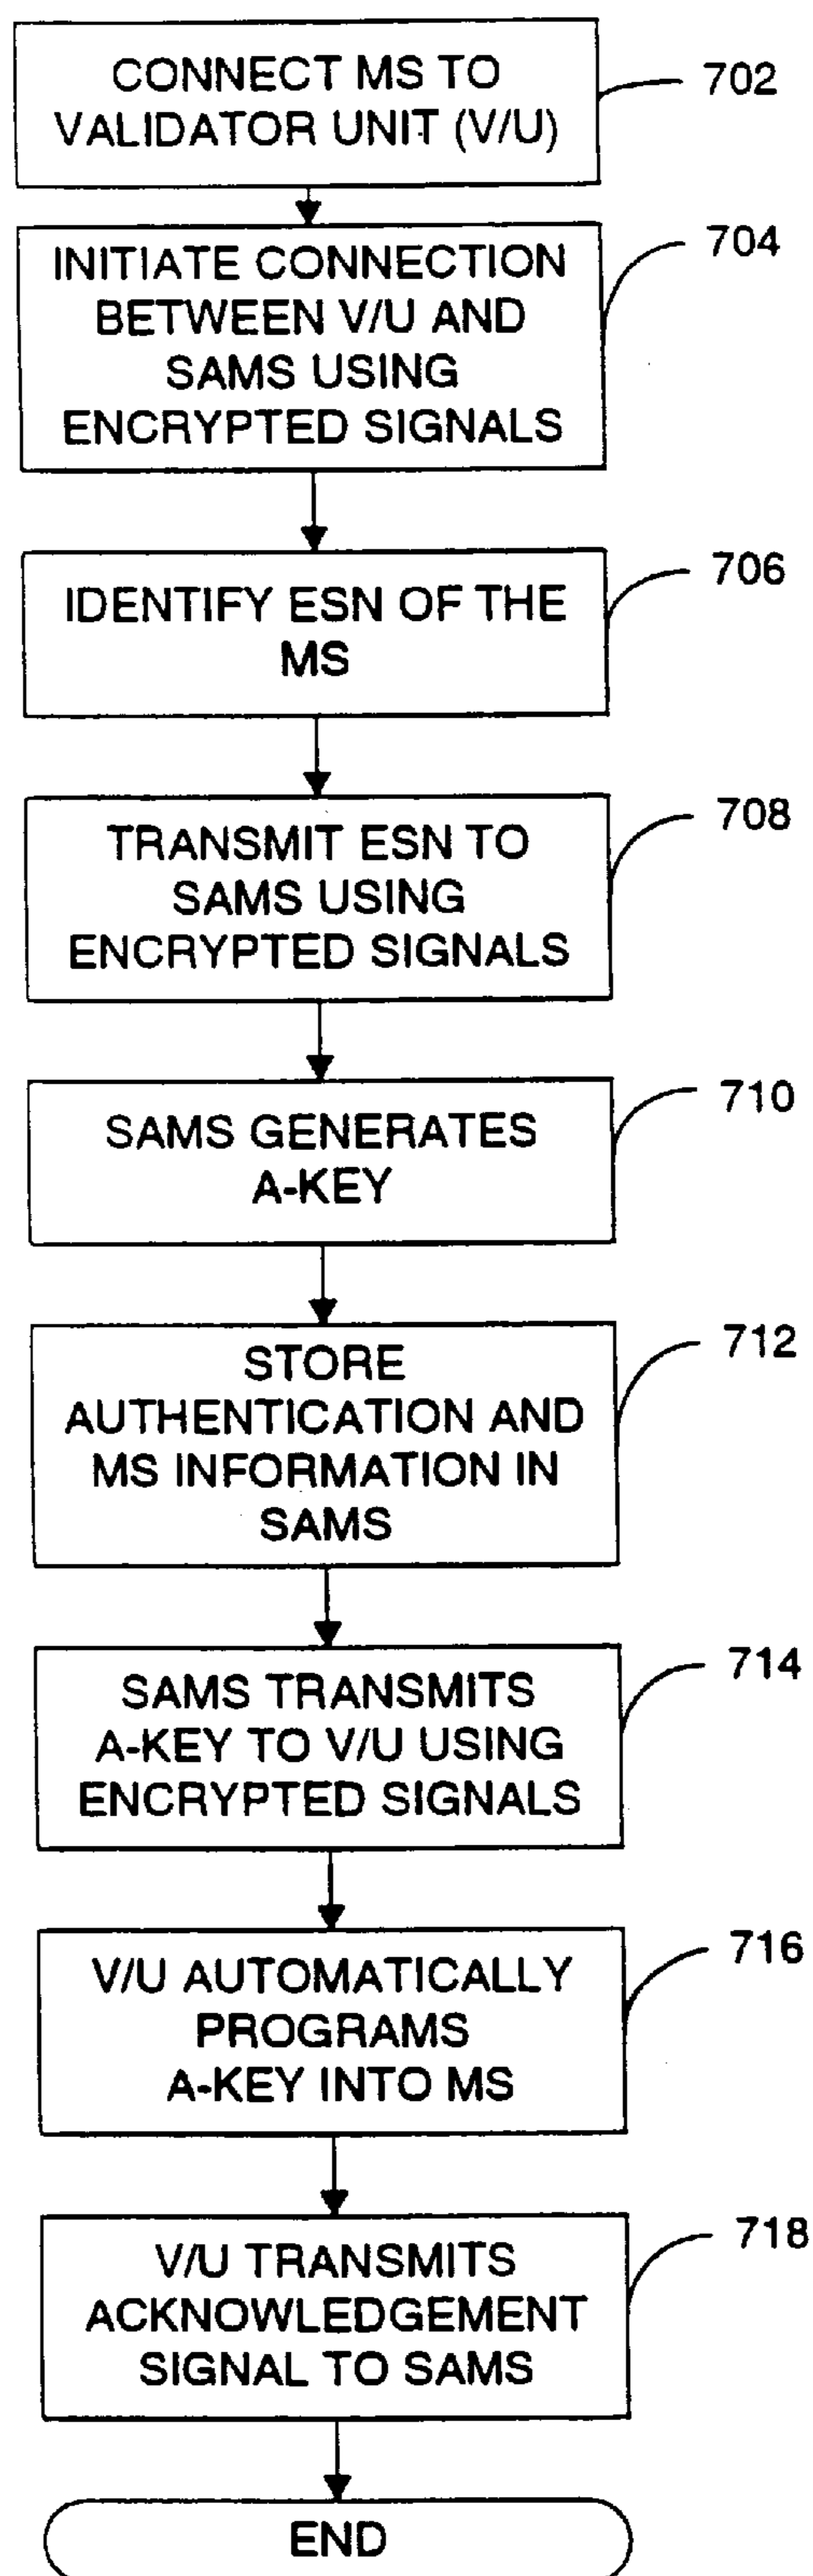 CONNECT MS TO
VALIDATOR UNIT (V/U)
702
INITIATE CONNECTION
BETWEEN V/U AND
SAMS USING
ENCRYPTED SIGNALS
704
IDENTIFY ESN OF THE
MS
706
TRANSMIT ESN TO
SAMS USING
ENCRYPTED SIGNALS
708
SAMS GENERATES
A-KEY
710
STORE
AUTHENTICATION AND
MS INFORMATION IN
SAMS
712
SAMS TRANSMITS
A-KEY TO V/U USING
ENCRYPTED SIGNALS
714
V/U AUTOMATICALLY
PROGRAMS
A-KEY INTO MS
716
V/U TRANSMITS
ACKNOWLEDGEMENT
SIGNAL TO SAMS
718
END